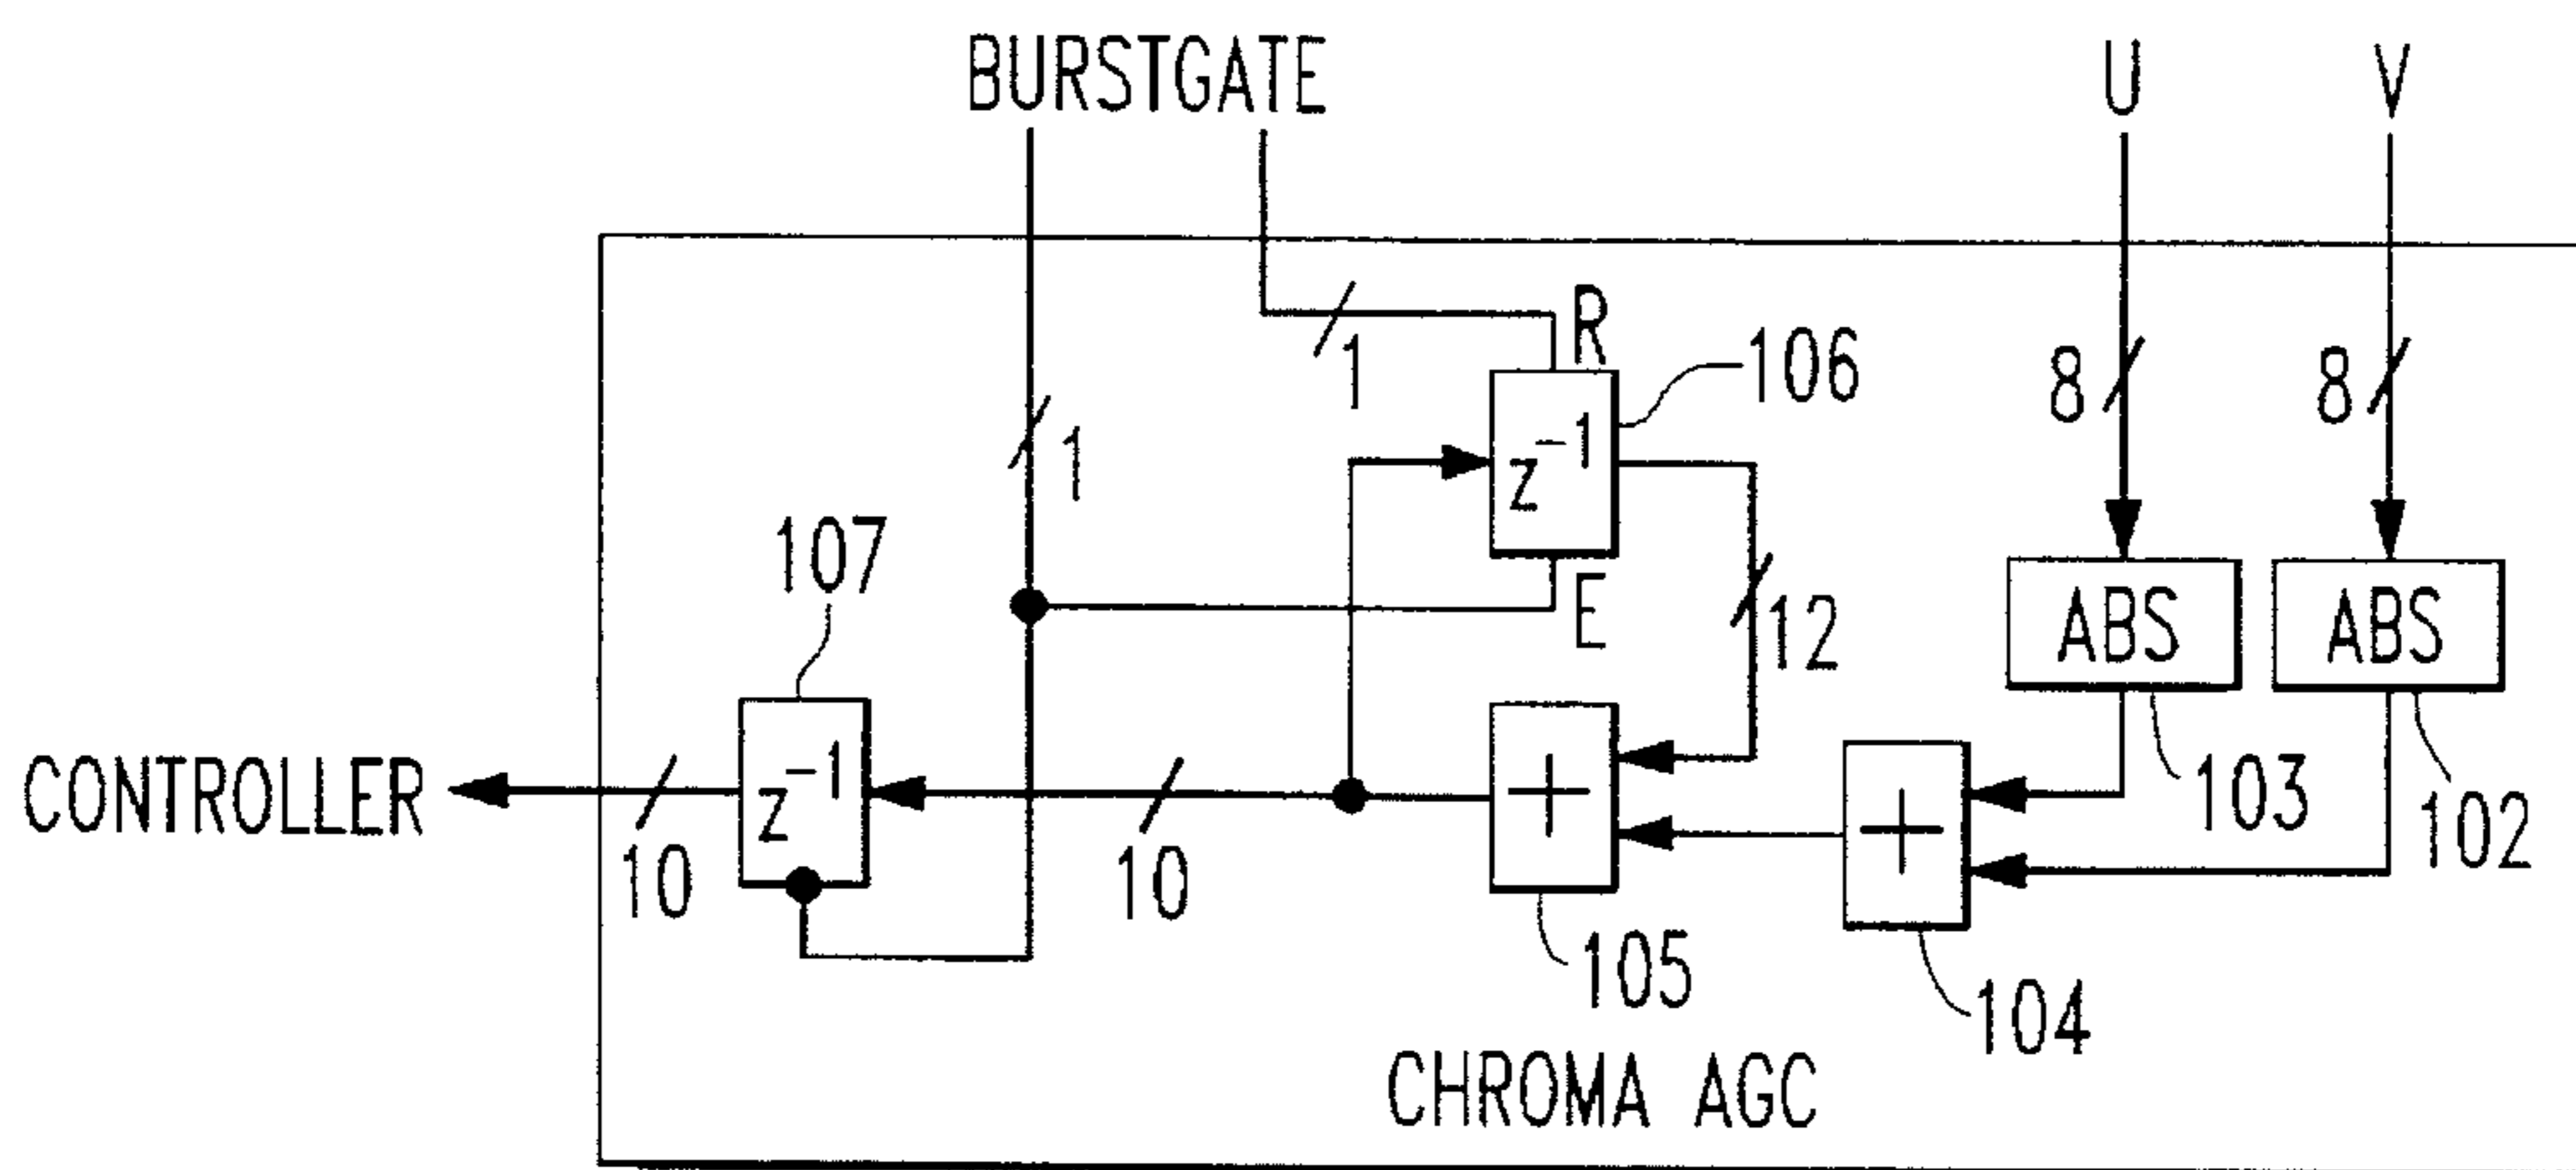 BURSTGATE
U
V
R
1
106
8
8
1
z-1
107
E
12
ABS
ABS
z-1
+
+
103
102
CONTROLLER
10
10
105
104
CHROMA AGC